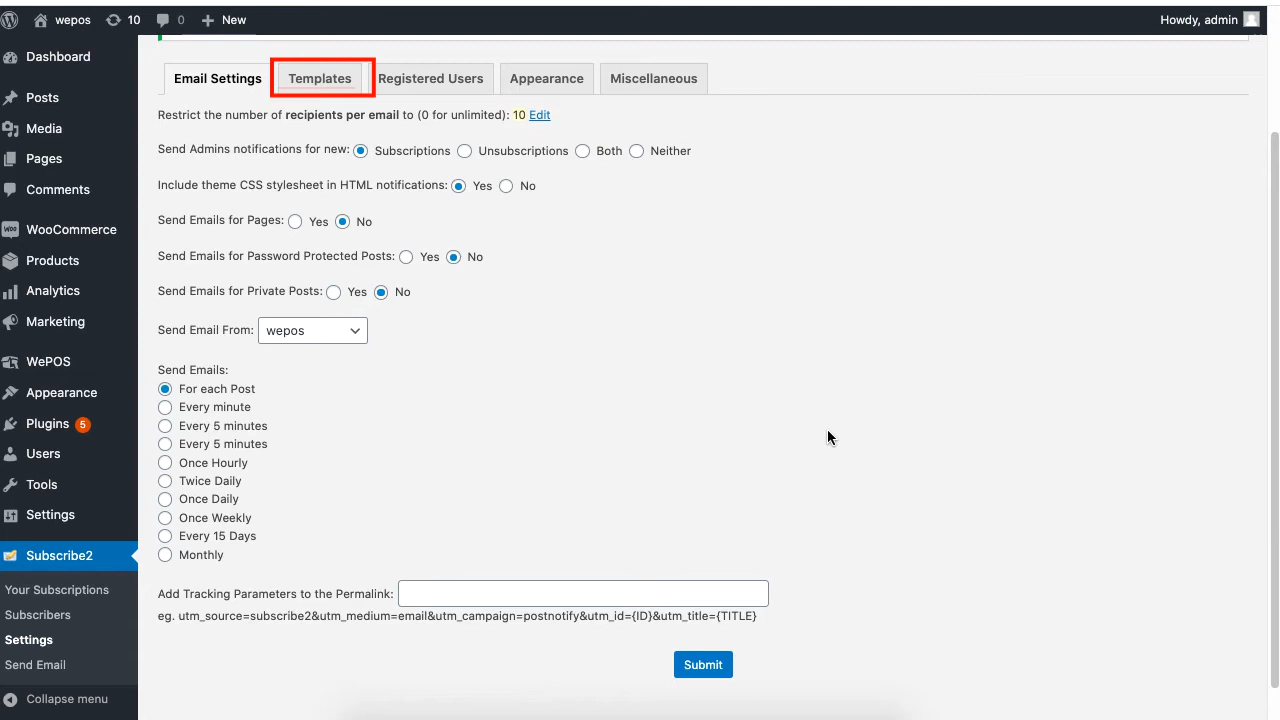 wepos 10 0 New Howdy, admin
Dashboard
Posts
Media
Pages
Comments
WooCommerce
Products
Analytics
Marketing
WePOS
Appearance
Plugins 5
Users
Tools
Settings
Subscribe2
Your Subscriptions
Subscribers
Settings
Send Email
Collapse menu
Email Settings Templates Registered Users Appearance Miscellaneous
Restrict the number of recipients per email to (0 for unlimited): 10 Edit
Send Admins notifications for new: Subscriptions Unsubscriptions Both Neither
Include theme CSS stylesheet in HTML notifications: Yes No
Send Emails for Pages: Yes No
Send Emails for Password Protected Posts: Yes No
Send Emails for Private Posts: Yes No
Send Email From: wepos
Send Emails:
For each Post
Every minute
Every 5 minutes
Every 5 minutes
Once Hourly
Twice Daily
Once Daily
Once Weekly
Every 15 Days
Monthly
Add Tracking Parameters to the Permalink:
eg. utm_source=subscribe2&utm_medium=email&utm_campaign=postnotify&utm_id={ID}&utm_title={TITLE}
Submit